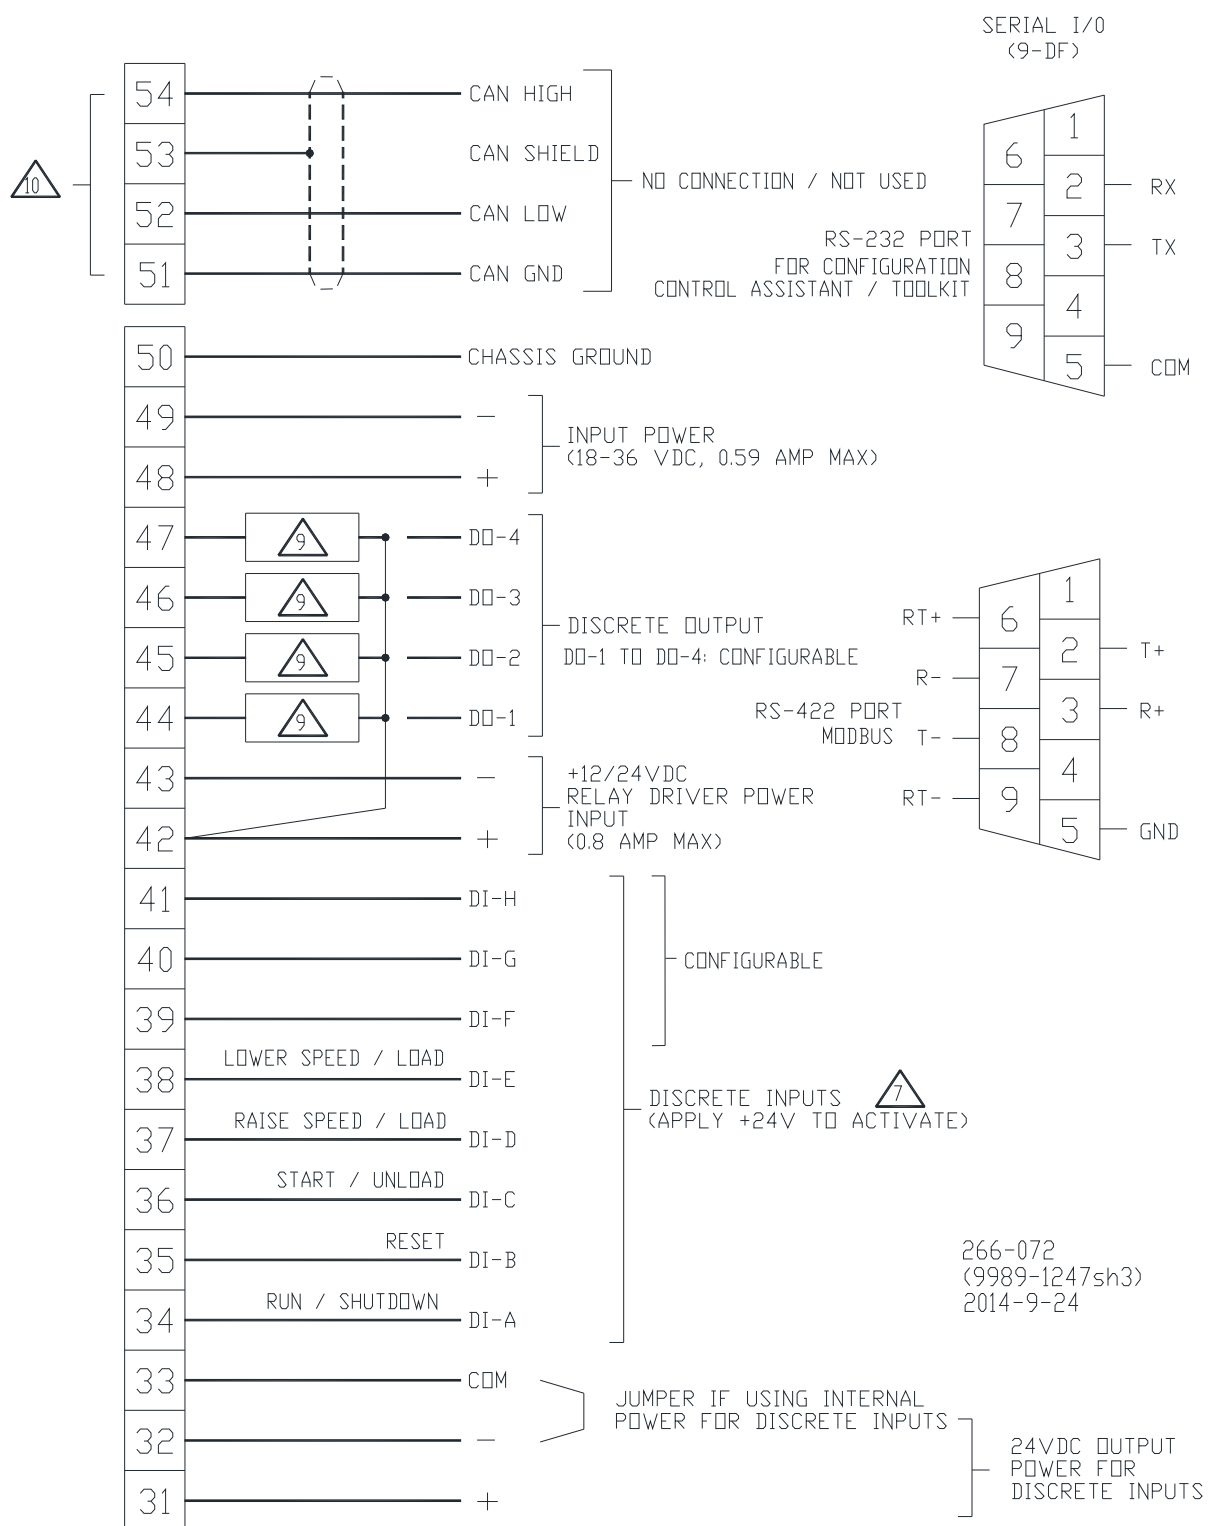 SERIAL I/O
(9-DF)
54
CAN HIGH
53
CAN SHIELD
10
NO CONNECTION / NOT USED
52
CAN LOW
51
CAN GND
1
6
2
RX
7
3
TX
RS-232 PORT
FOR CONFIGURATION
CONTROL ASSISTANT / TOOLKIT
8
4
9
5
COM
50
CHASSIS GROUND
49
-
48
+
INPUT POWER
(18-36 VDC, 0.59 AMP MAX)
47
9
DO-4
46
9
DO-3
45
9
DO-2
44
9
DO-1
DISCRETE OUTPUT
DO-1 TO DO-4: CONFIGURABLE
1
RT+
6
2
T+
R-
7
3
R+
RS-422 PORT
MODBUS
T-
8
4
RT-
9
5
GND
43
-
42
+
+12/24VDC
RELAY DRIVER POWER
INPUT
(0.8 AMP MAX)
41
DI-H
40
DI-G
CONFIGURABLE
39
DI-F
38
LOWER SPEED / LOAD
DI-E
DISCRETE INPUTS
7
(APPLY +24V TO ACTIVATE)
37
RAISE SPEED / LOAD
DI-D
36
START / UNLOAD
DI-C
35
RESET
DI-B
34
RUN / SHUTDOWN
DI-A
266-072
(9989-1247sh3)
2014-9-24
33
COM
32
-
JUMPER IF USING INTERNAL
POWER FOR DISCRETE INPUTS
31
+
24VDC OUTPUT
POWER FOR
DISCRETE INPUTS